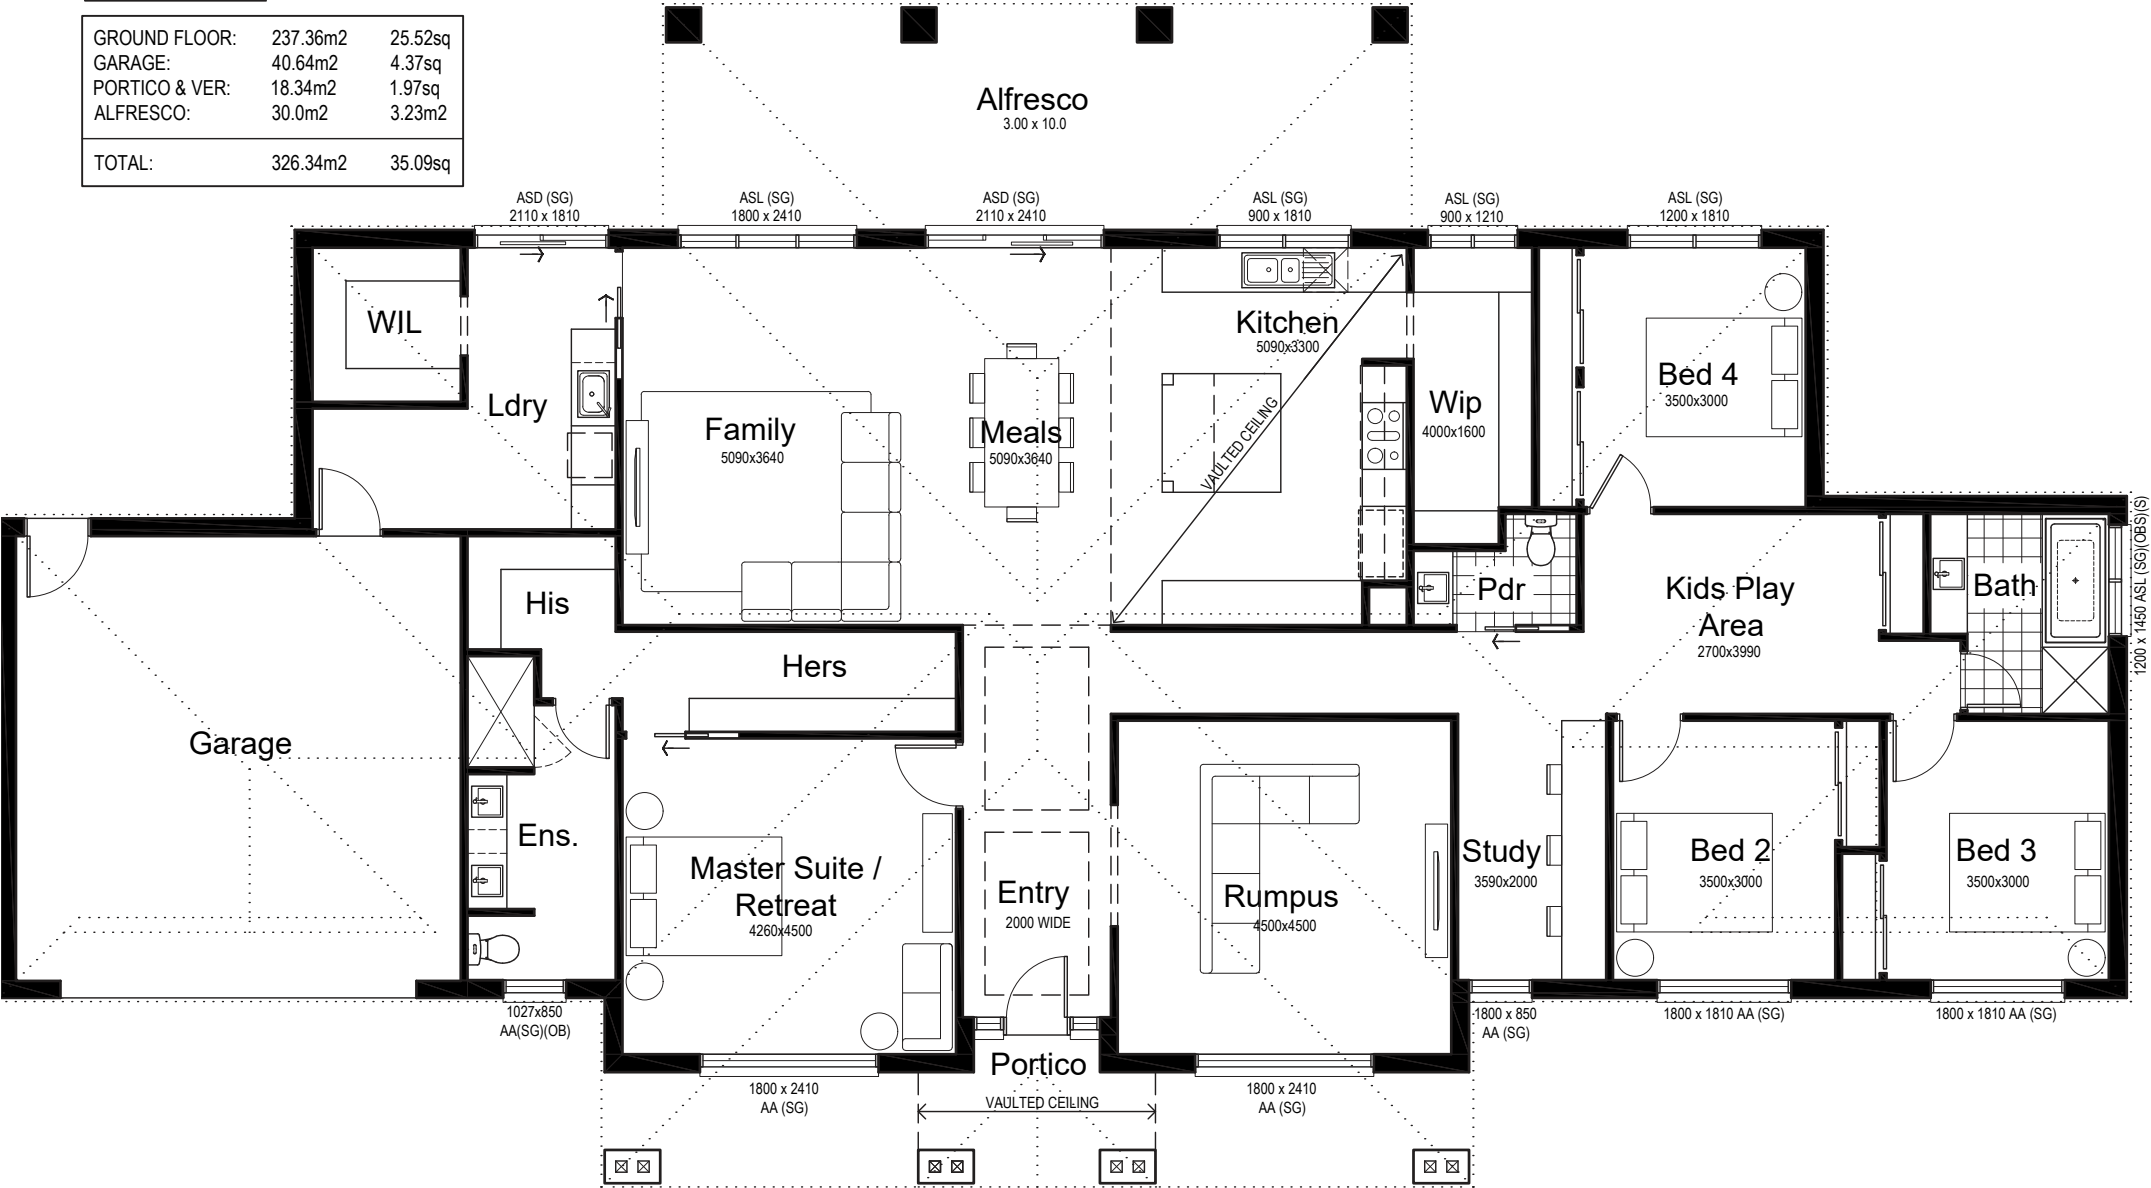 GROUND FLOOR: 237.36m2 25.52sq
GARAGE: 40.64m2 4.37sq
PORTICO & VER: 18.34m2 1.97sq
ALFRESCO: 30.0m2 3.23m2
TOTAL: 326.34m2 35.09sq
Alfresco
3.00 x 10.0
ASD (SG)
2110 x 1810
ASL (SG)
1800 x 2410
ASD (SG)
2110 x 2410
ASL (SG)
900 x 1810
ASL (SG)
900 x 1210
ASL (SG)
1200 x 1810
WIL
Ldry
Family
5090x3640
Meals
5090x3640
Kitchen
5090x3300
VAULTED CEILING
Wip
4000x1600
Bed 4
3500x3000
His
Hers
Pdr
Kids Play
Area
2700x3990
Bath
1200 x 1450 ASL (SG)(OBS)(S)
Garage
Ens.
Master Suite /
Retreat
4260x4500
Entry
2000 WIDE
Rumpus
4500x4500
Study
3590x2000
Bed 2
3500x3000
Bed 3
3500x3000
1027x850
AA(SG)(OB)
1800 x 2410
AA (SG)
Portico
VAULTED CEILING
1800 x 2410
AA (SG)
1800 x 850
AA (SG)
1800 x 1810 AA (SG)
1800 x 1810 AA (SG)